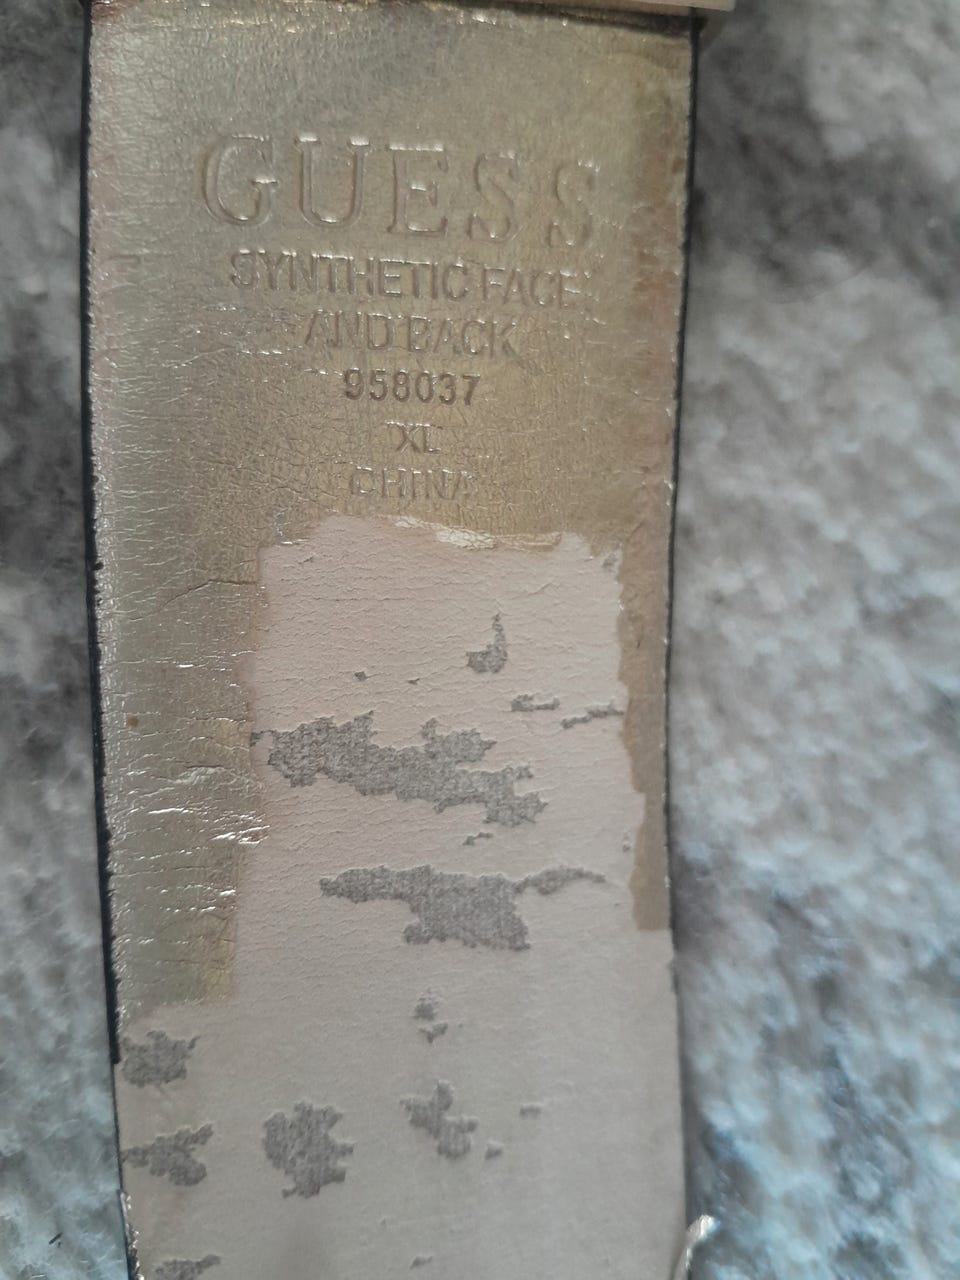 GUESS
SYNTHETIC FACE
AND BACK
958037
XL
CHINA